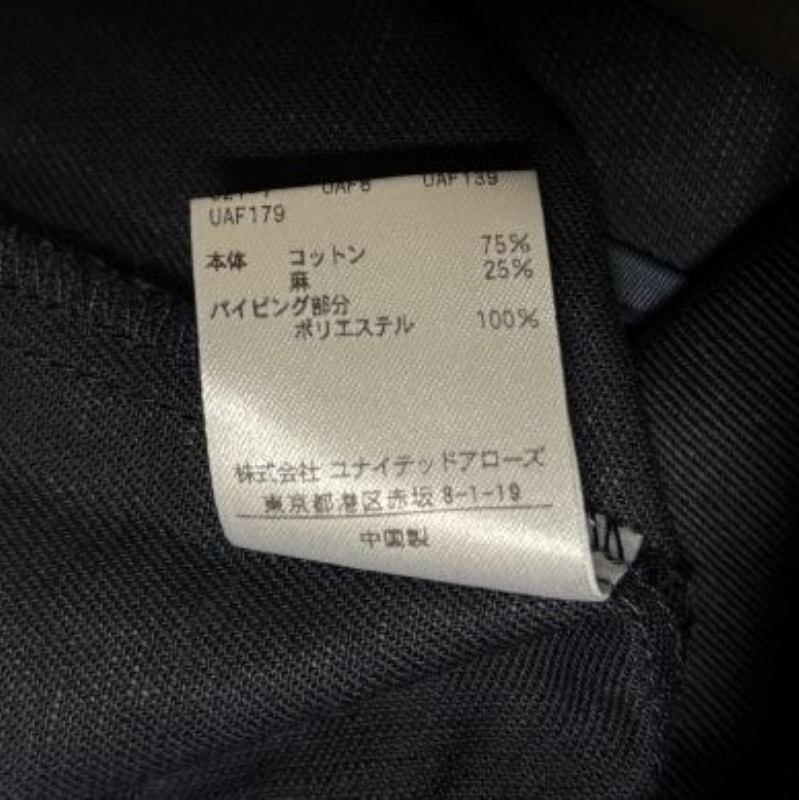 UAF6 UAF139
UAF179
本体 コットン 75%
麻 25%
パイピング部分
ポリエステル 100%
株式会社 ユナイテッドアローズ
東京都港区赤坂 8-1-19
中国製